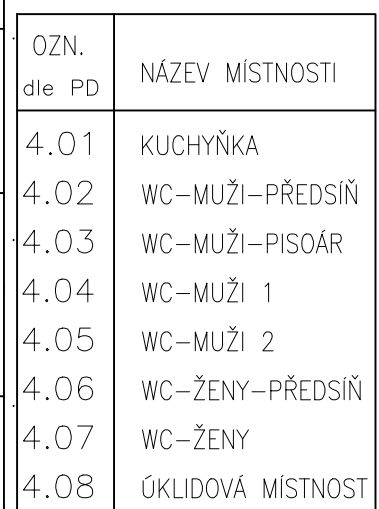 OZN. dle PD NÁZEV MÍSTNOSTI
4.01 KUCHYŇKA
4.02 WC-MUŽI-PŘEDSÍŇ
4.03 WC-MUŽI-PISOÁR
4.04 WC-MUŽI 1
4.05 WC-MUŽI 2
4.06 WC-ŽENY-PŘEDSÍŇ
4.07 WC-ŽENY
4.08 ÚKLIDOVÁ MÍSTNOST